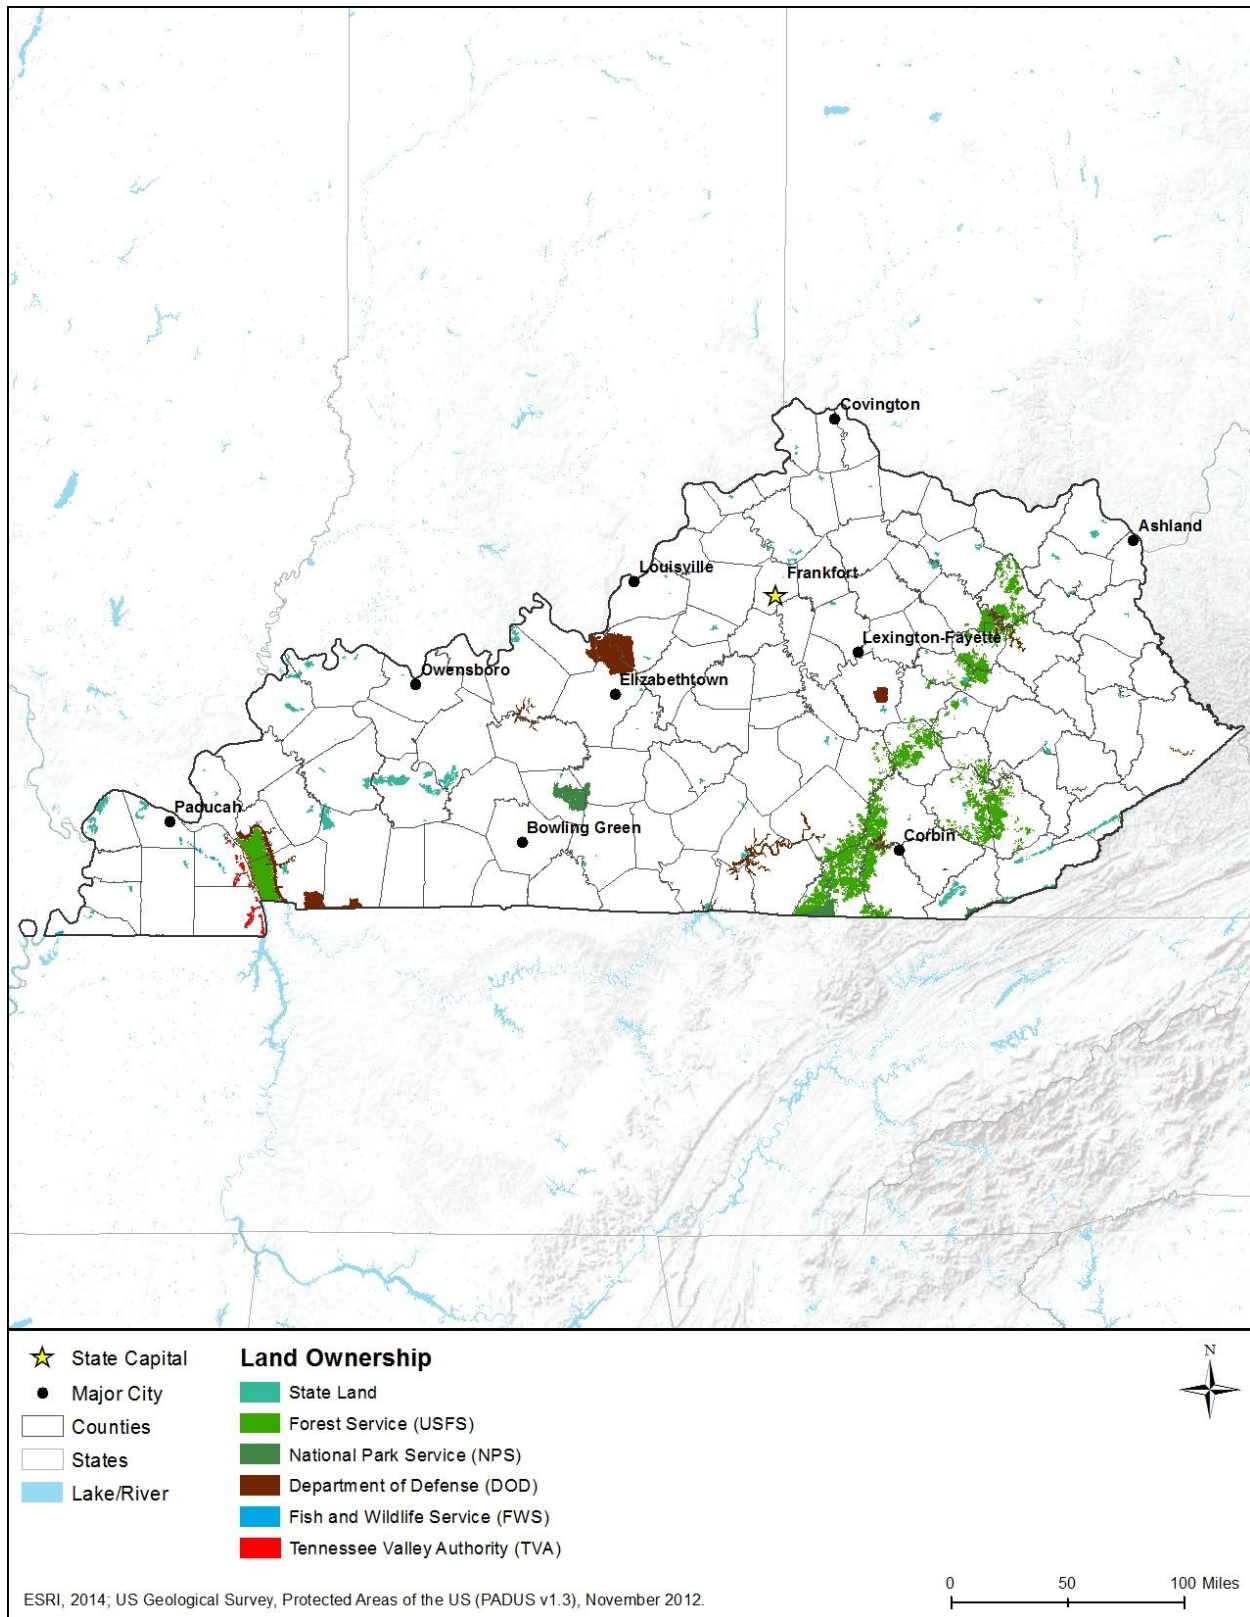 Covington
Ashland
Louisville
Frankfort
Lexington-Fayette
Owensboro
Elizabethtown
Paducah
Bowling Green
Corbin
State Capital
Major City
Counties
States
Lake/River
Land Ownership
State Land
Forest Service (USFS)
National Park Service (NPS)
Department of Defense (DOD)
Fish and Wildlife Service (FWS)
Tennessee Valley Authority (TVA)
N
0 50 100 Miles
ESRI, 2014; US Geological Survey, Protected Areas of the US (PADUS v1.3), November 2012.